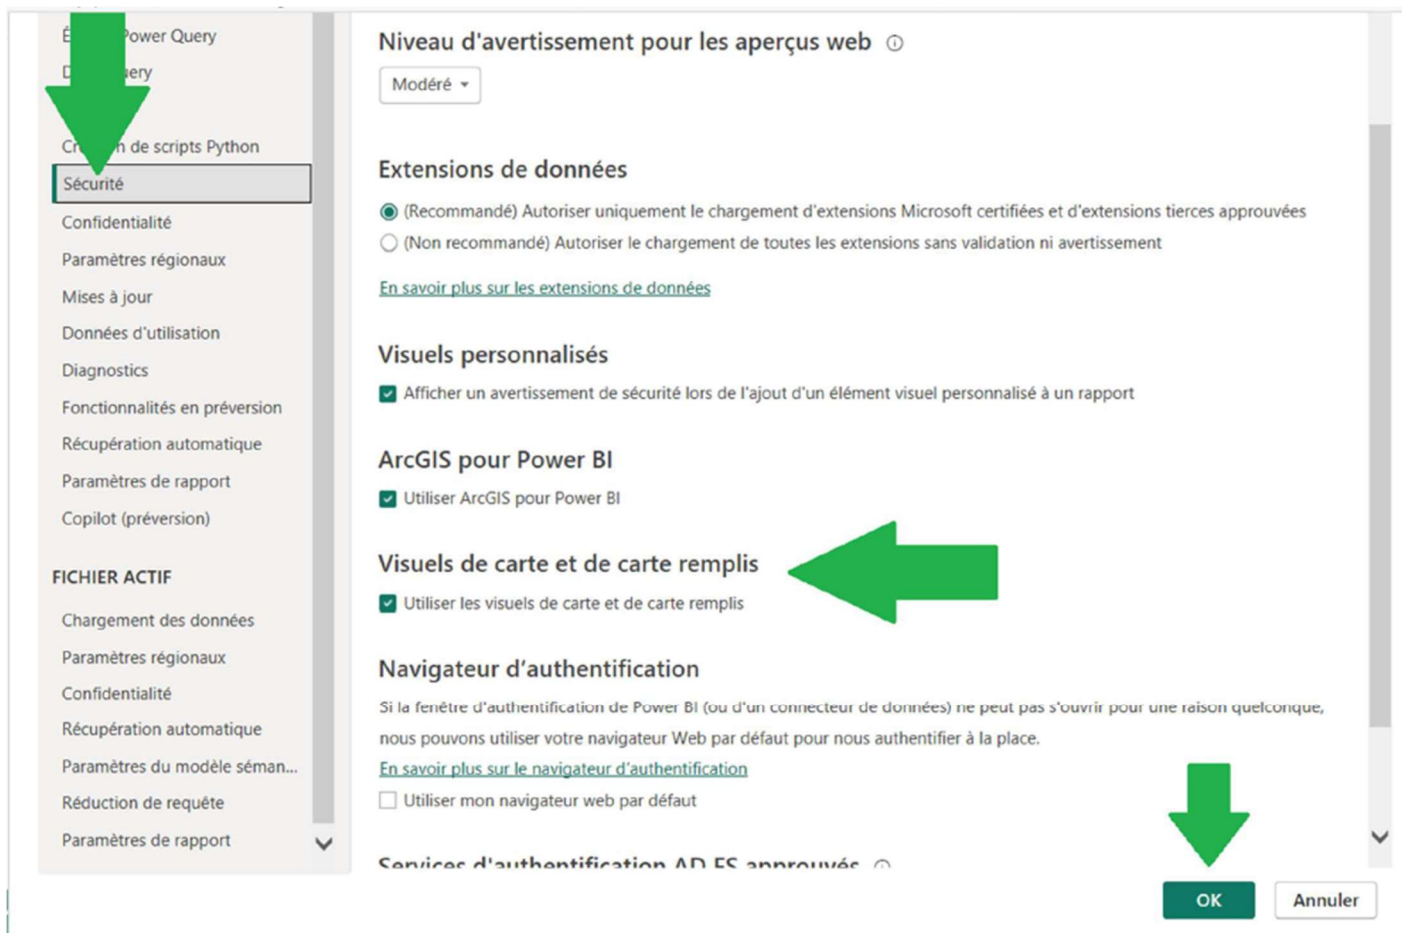 Power Query
Niveau d'avertissement pour les aperçus web
Modéré
de scripts Python
Sécurité
Confidentialité
Paramètres régionaux
Mises à jour
Données d'utilisation
Diagnostics
Fonctionnalités en préversion
Récupération automatique
Paramètres de rapport
Copilot (préversion)
FICHIER ACTIF
Chargement des données
Paramètres régionaux
Confidentialité
Récupération automatique
Paramètres du modèle séman...
Réduction de requête
Paramètres de rapport
Extensions de données
(Recommandé) Autoriser uniquement le chargement d'extensions Microsoft certifiées et d'extensions tierces approuvées
(Non recommandé) Autoriser le chargement de toutes les extensions sans validation ni avertissement
En savoir plus sur les extensions de données
Visuels personnalisés
Afficher un avertissement de sécurité lors de l'ajout d'un élément visuel personnalisé à un rapport
ArcGIS pour Power BI
Utiliser ArcGIS pour Power BI
Visuels de carte et de carte remplis
Utiliser les visuels de carte et de carte remplis
Navigateur d'authentification
Si la fenêtre d'authentification de Power BI (ou d'un connecteur de données) ne peut pas s'ouvrir pour une raison quelconque,
nous pouvons utiliser votre navigateur Web par défaut pour nous authentifier à la place.
En savoir plus sur le navigateur d'authentification
Utiliser mon navigateur web par défaut
Services d'authentification AD FS approuvés
OK
Annuler